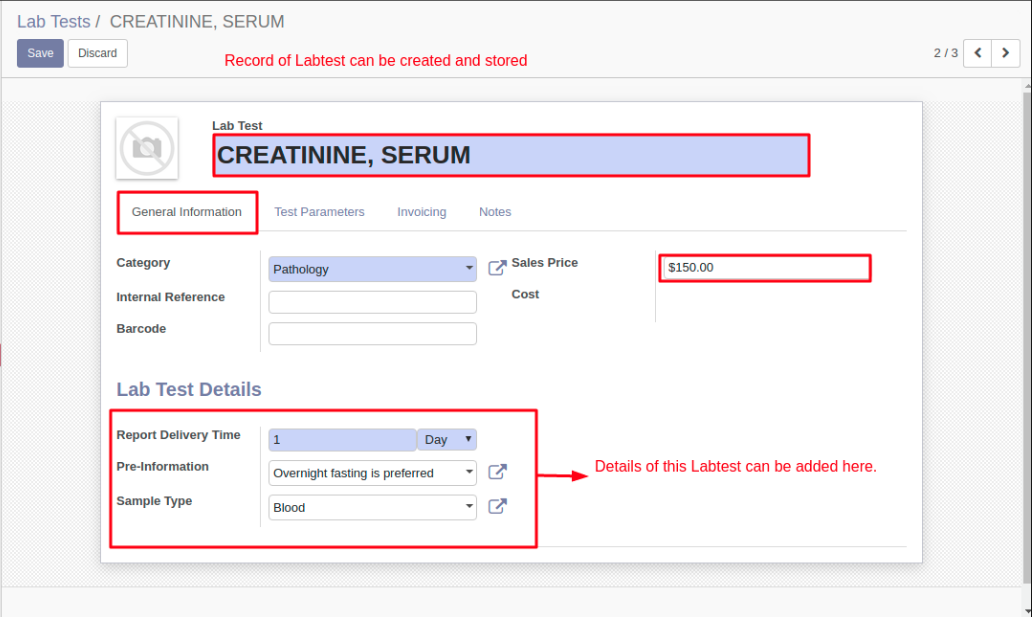 Lab Tests / CREATININE, SERUM
Save Discard
Record of Labtest can be created and stored
2 / 3
Lab Test
CREATININE, SERUM
General Information Test Parameters Invoicing Notes
Category Pathology Sales Price $150.00
Internal Reference Cost
Barcode
Lab Test Details
Report Delivery Time 1 Day
Pre-Information Overnight fasting is preferred
Details of this Labtest can be added here.
Sample Type Blood